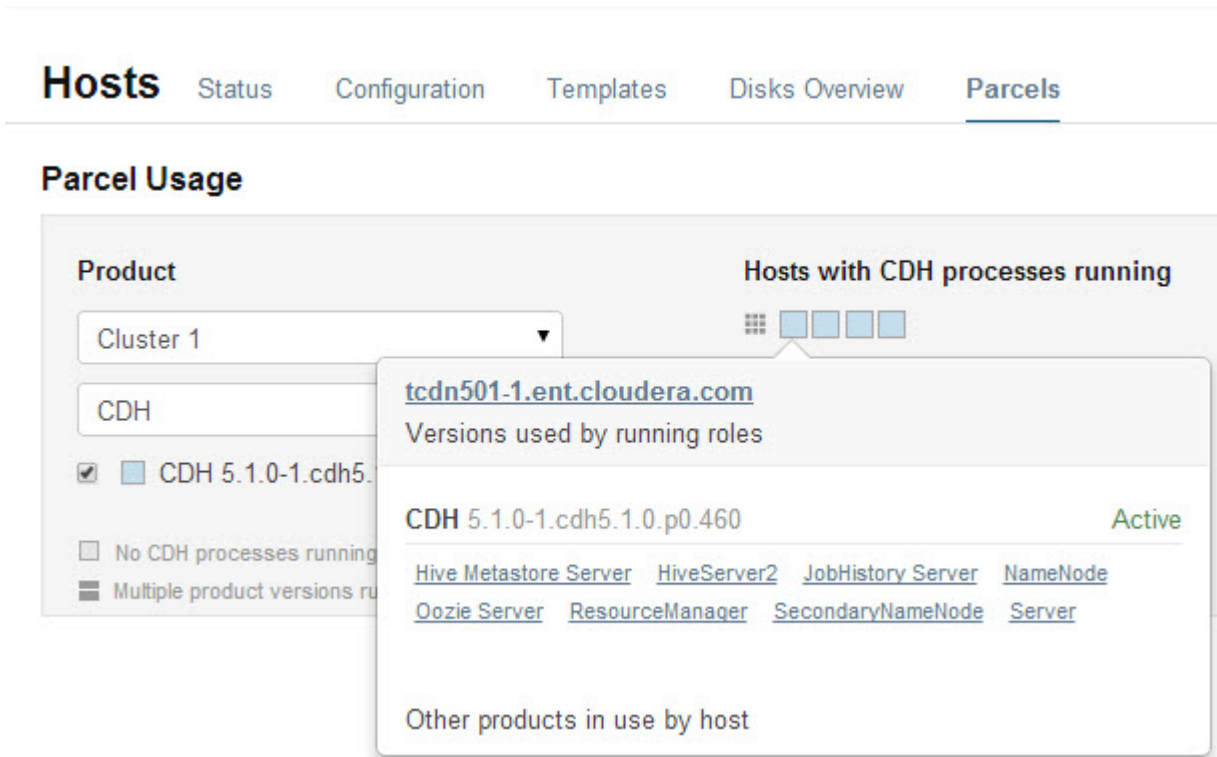 Hosts Status Configuration Templates Disks Overview Parcels
Parcel Usage
Product
Cluster 1
CDH
CDH 5.1.0-1.cdh5.
No CDH processes running
Multiple product versions ru
Hosts with CDH processes running
tcdn501-1.ent.cloudera.com
Versions used by running roles
CDH 5.1.0-1.cdh5.1.0.p0.460 Active
Hive Metastore Server HiveServer2 JobHistory Server NameNode
Oozie Server ResourceManager SecondaryNameNode Server
Other products in use by host